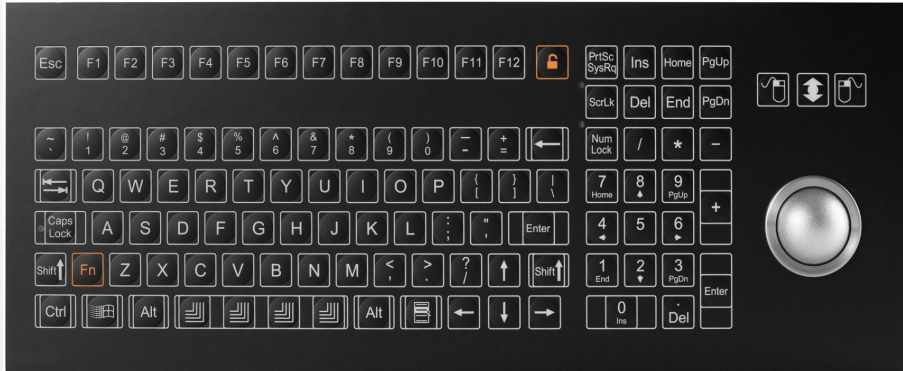 Esc F1 F2 F3 F4 F5 F6 F7 F8 F9 F10 F11 F12 PrtSc Ins Home PgUp
SysRq
ScrLk Del End PgDn
~ ! @ # $ % ^ & * ( ) — + Num / * −
` 1 2 3 4 5 6 7 8 9 0 - = Lock
Q W E R T Y U I O P { } | 7 8 9 +
[ ] \ Home PgUp
Caps A S D F G H J K L : " Enter 4 5 6
Lock ; '
Shift Fn Z X C V B N M < > ? Shift 1 2 3 Enter
, . / End PgDn
Ctrl Alt Alt 0 .
Ins Del